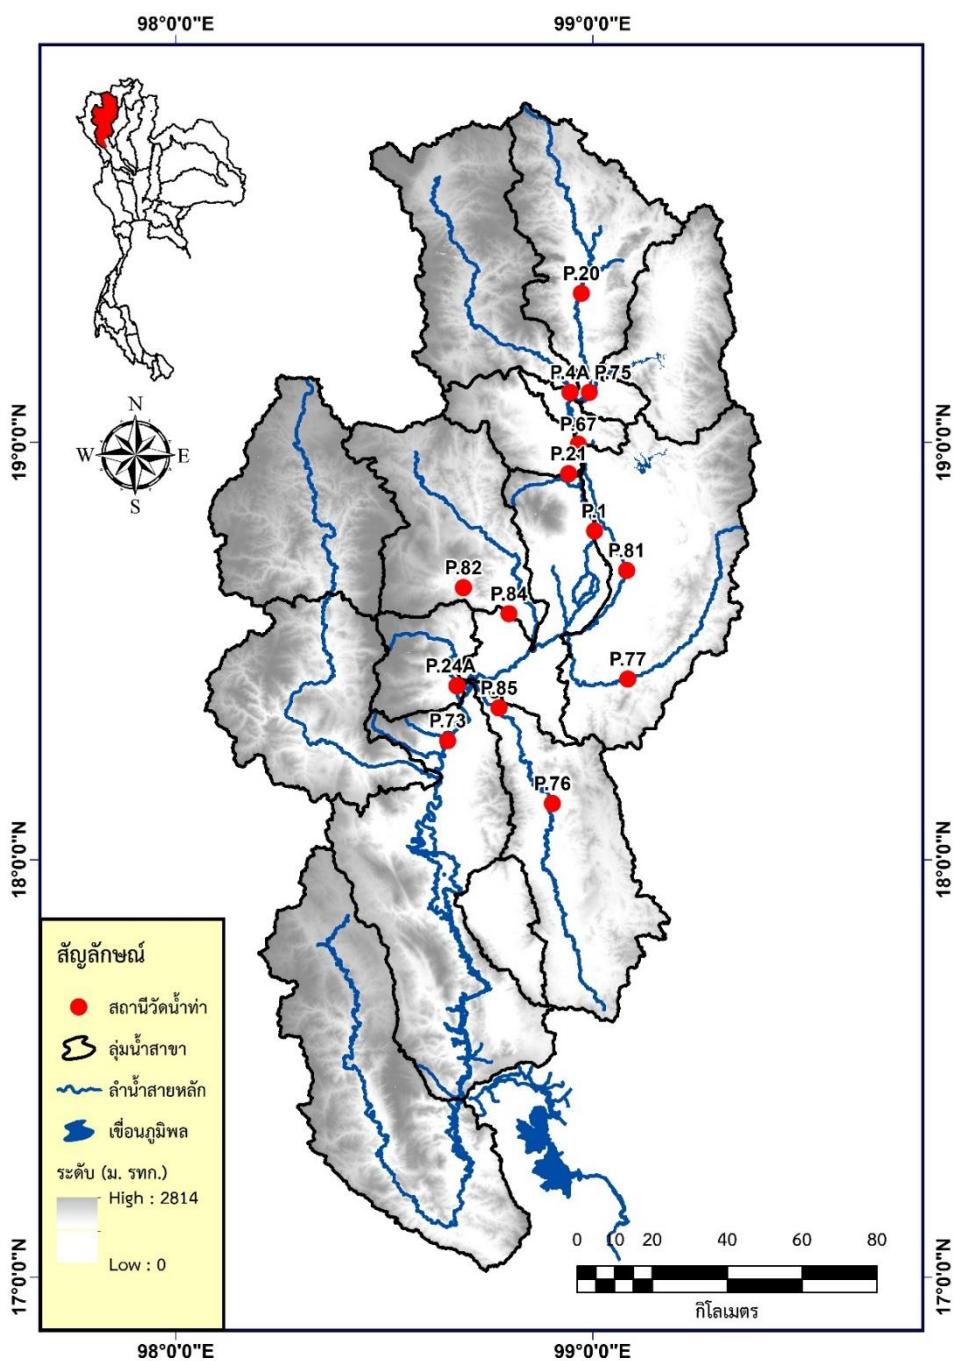 98°0'0"E
99°0'0"E
N
W
E
S
19°0'0"N
19°0'0"N
P.20
P.4A
P.75
P.67
P.21
P.1
P.81
P.82
P.84
P.77
P.24A
P.85
P.73
P.76
18°0'0"N
18°0'0"N
สัญลักษณ์
สถานีวัดน้ำท่า
ลุ่มน้ำสาขา
ลำน้ำสายหลัก
เขื่อนภูมิพล
ระดับ (ม. รทก.)
High : 2814
Low : 0
0 10 20 40 60 80
กิโลเมตร
17°0'0"N
17°0'0"N
98°0'0"E
99°0'0"E